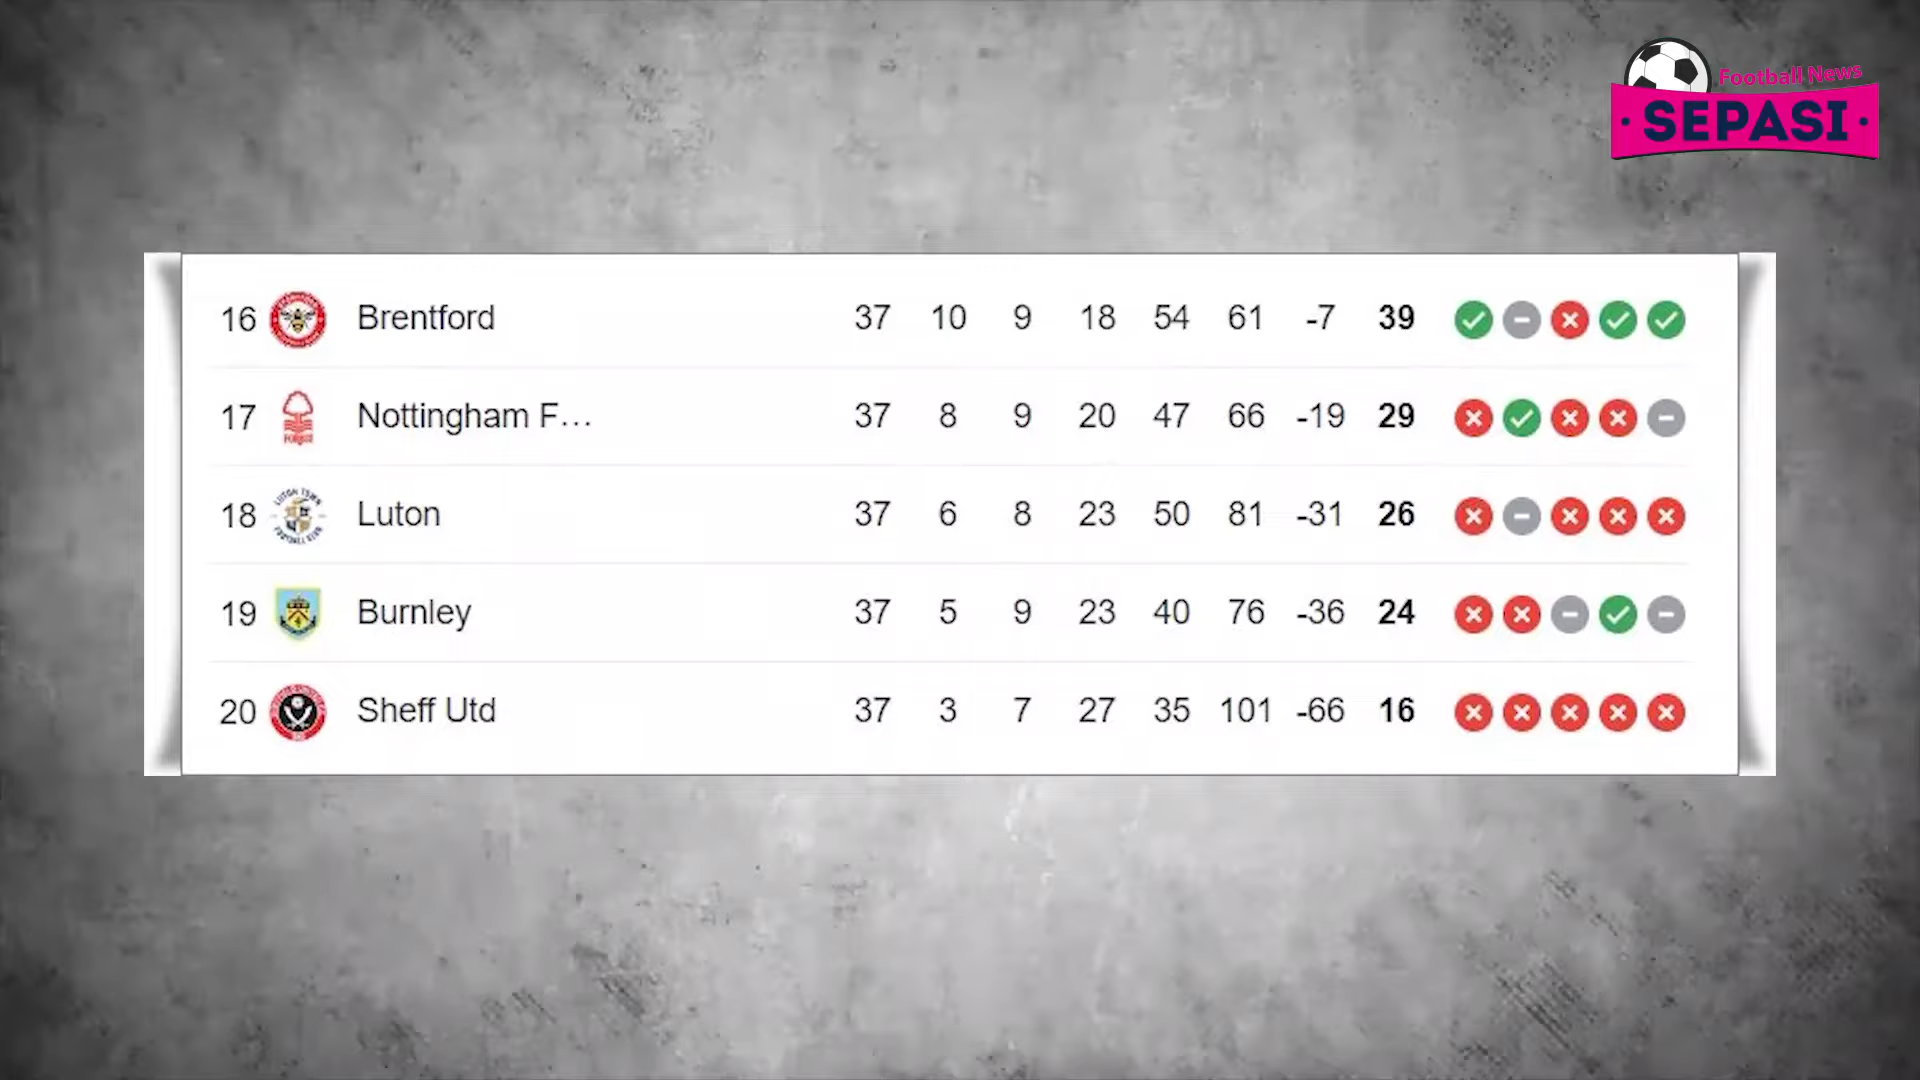 Football News
· SEPASI ·
16 Brentford 37 10 9 18 54 61 -7 39
17 Nottingham F... 37 8 9 20 47 66 -19 29
18 Luton 37 6 8 23 50 81 -31 26
19 Burnley 37 5 9 23 40 76 -36 24
20 Sheff Utd 37 3 7 27 35 101 -66 16